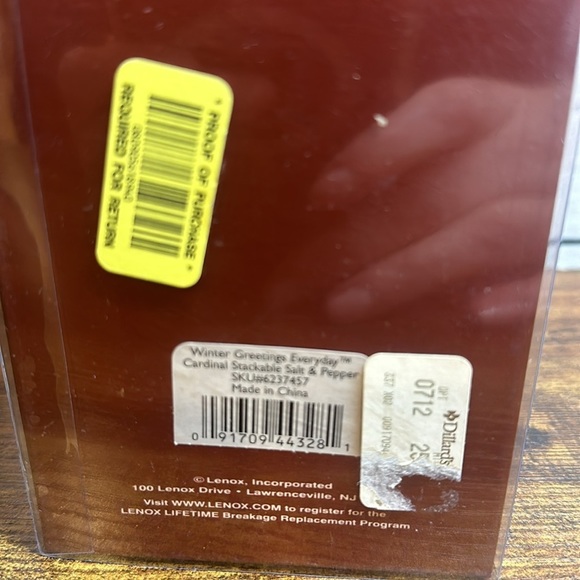 * PROOF OF PURCHASE *
REQUIRED FOR RETURN
Winter Greetings Everyday™
Cardinal Stackable Salt & Pepper
SKU#6237457
Made in China
0 91709 44328 1
DPT
0712
Dillard's
© Lenox, Incorporated
100 Lenox Drive • Lawrenceville, NJ
Visit WWW.LENOX.COM to register for the
LENOX LIFETIME Breakage Replacement Program